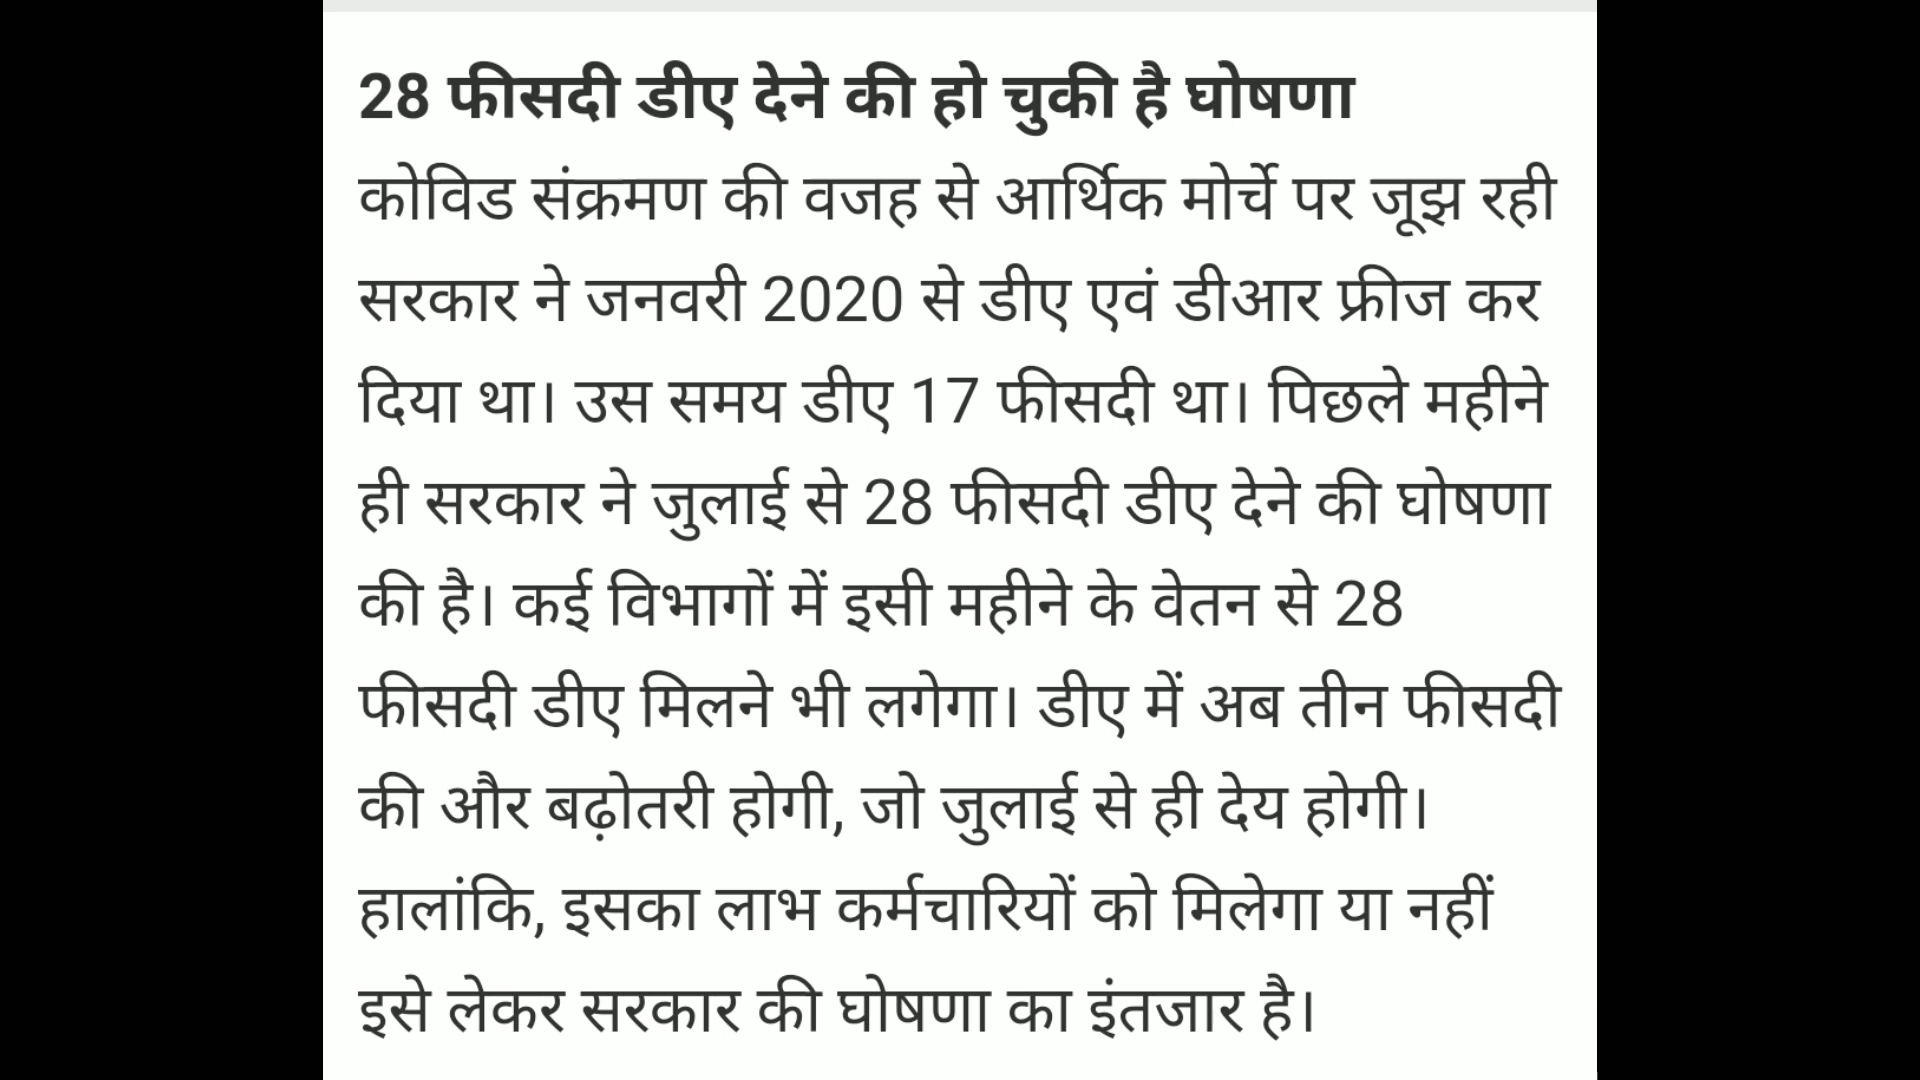 28 फीसदी डीए देने की हो चुकी है घोषणा
कोविड संक्रमण की वजह से आर्थिक मोर्चे पर जूझ रही
सरकार ने जनवरी 2020 से डीए एवं डीआर फ्रीज कर
दिया था। उस समय डीए 17 फीसदी था। पिछले महीने
ही सरकार ने जुलाई से 28 फीसदी डीए देने की घोषणा
की है। कई विभागों में इसी महीने के वेतन से 28
फीसदी डीए मिलने भी लगेगा। डीए में अब तीन फीसदी
की और बढ़ोतरी होगी, जो जुलाई से ही देय होगी।
हालांकि, इसका लाभ कर्मचारियों को मिलेगा या नहीं
इसे लेकर सरकार की घोषणा का इंतजार है।